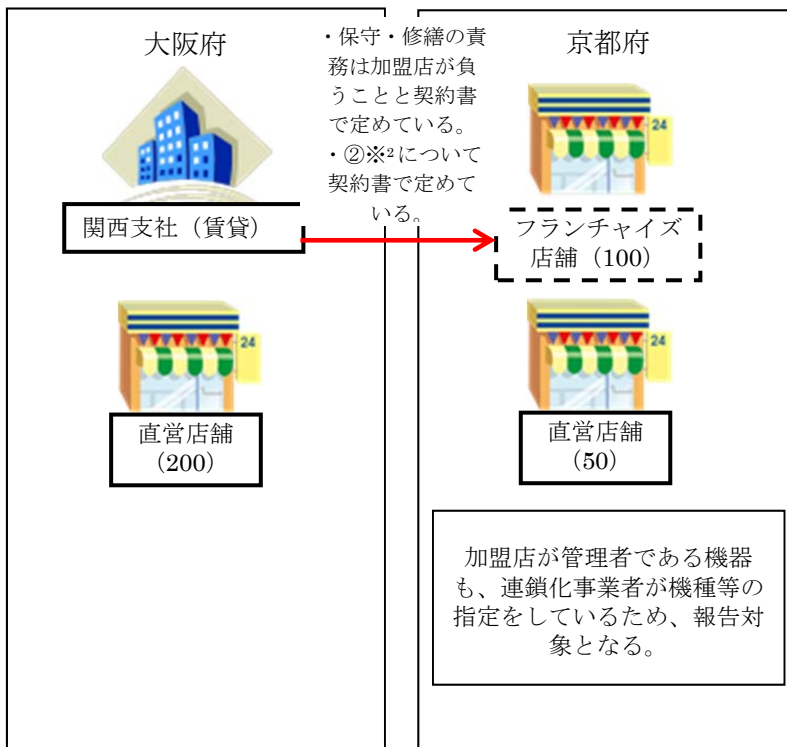 大阪府
・保守・修繕の責
務は加盟店が負
うことと契約書
で定めている。
・②※²について
契約書で定めて
いる。
京都府
24
関西支社（賃貸）
フランチャイズ
店舗（100）
24
24
直営店舗
（200）
直営店舗
（50）
加盟店が管理者である機器
も、連鎖化事業者が機種等の
指定をしているため、報告対
象となる。